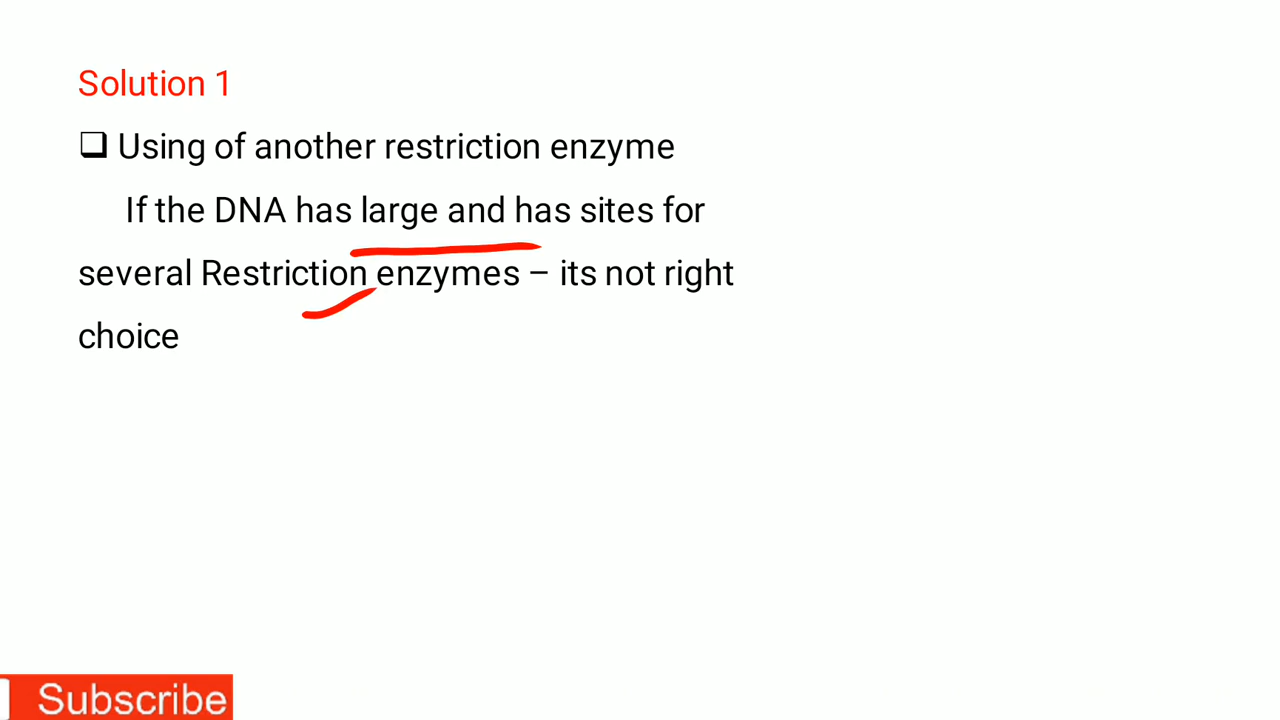 Solution 1
❑ Using of another restriction enzyme
If the DNA has large and has sites for
several Restriction enzymes – its not right
choice
Subscribe